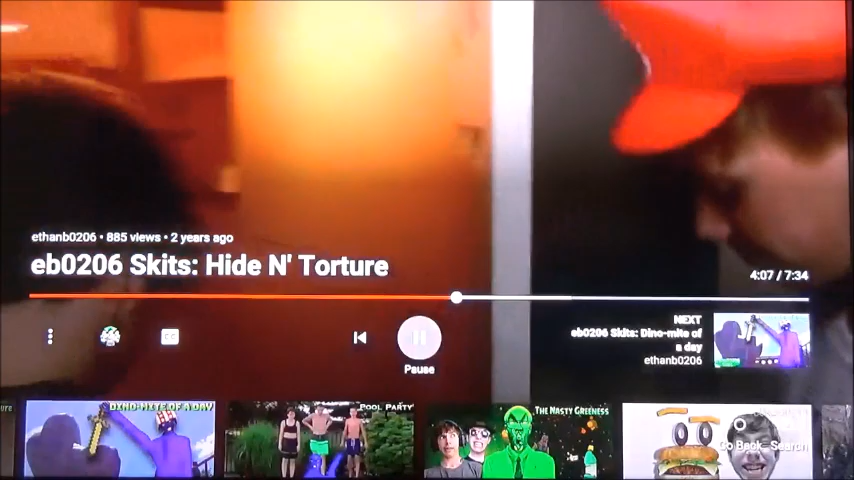 ethanb0206 • 885 views • 2 years ago
eb0206 Skits: Hide N' Torture
4:07 / 7:34
CC
Pause
NEXT
eb0206 Skits: Dino-mite of
a day
ethanb0206
DINO-MITE OF A DAY
POOL PARTY
THE NASTY GREENESS
Go Back Search